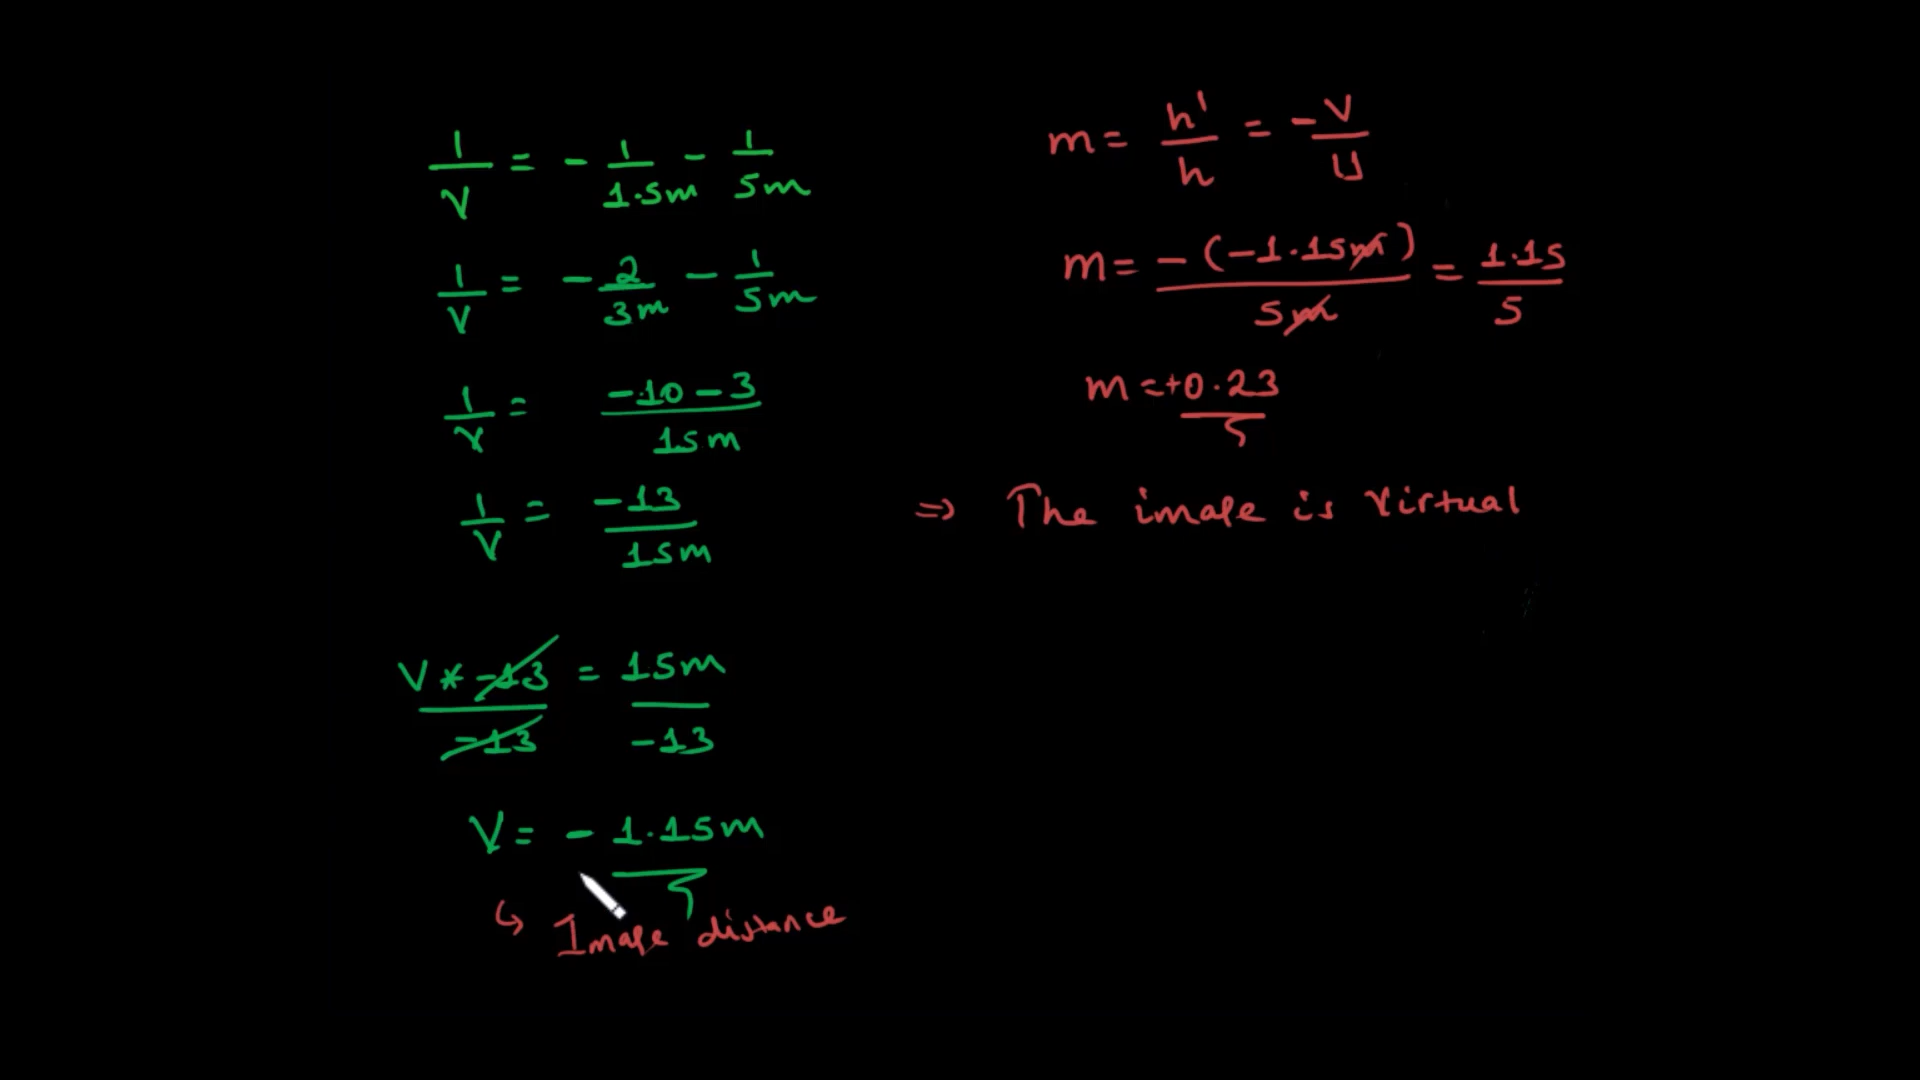 1/V = - 1/1.5m - 1/5m
1/V = - 2/3m - 1/5m
1/V = -10-3/15m
1/V = -13/15m
V*-13/-13 = 15m/-13
V= - 1.15m
↳ Image distance
m= h'/h = -V/U
m= -(-1.15m)/5m = 1.15/5
m=+0.23
⇒ The image is Virtual